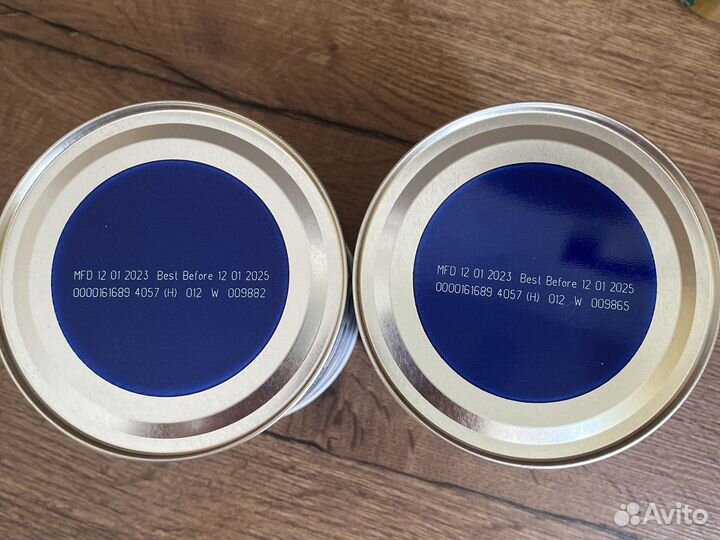 MFD 12 01 2023 Best Before 12 01 2025
0000161689 4057 (H) 012 W 009882
MFD 12 01 2023 Best Before 12 01 2025
0000161689 4057 (H) 012 W 009865
Avito